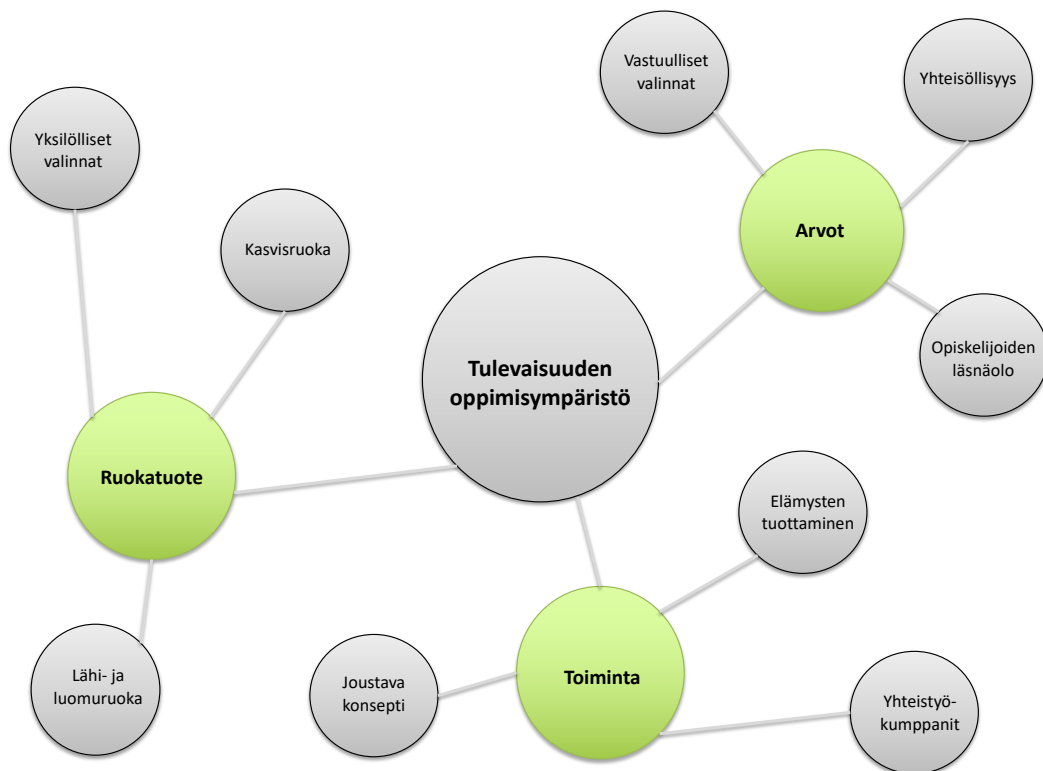 Vastuulliset
valinnat
Yhteisöllisyys
Yksilölliset
valinnat
Kasvisruoka
Arvot
Opiskelijoiden
läsnäolo
Tulevaisuuden
oppimisympäristö
Ruokatuote
Elämysten
tuottaminen
Lähi- ja
luomuruoka
Joustava
konsepti
Toiminta
Yhteistyö-
kumppanit